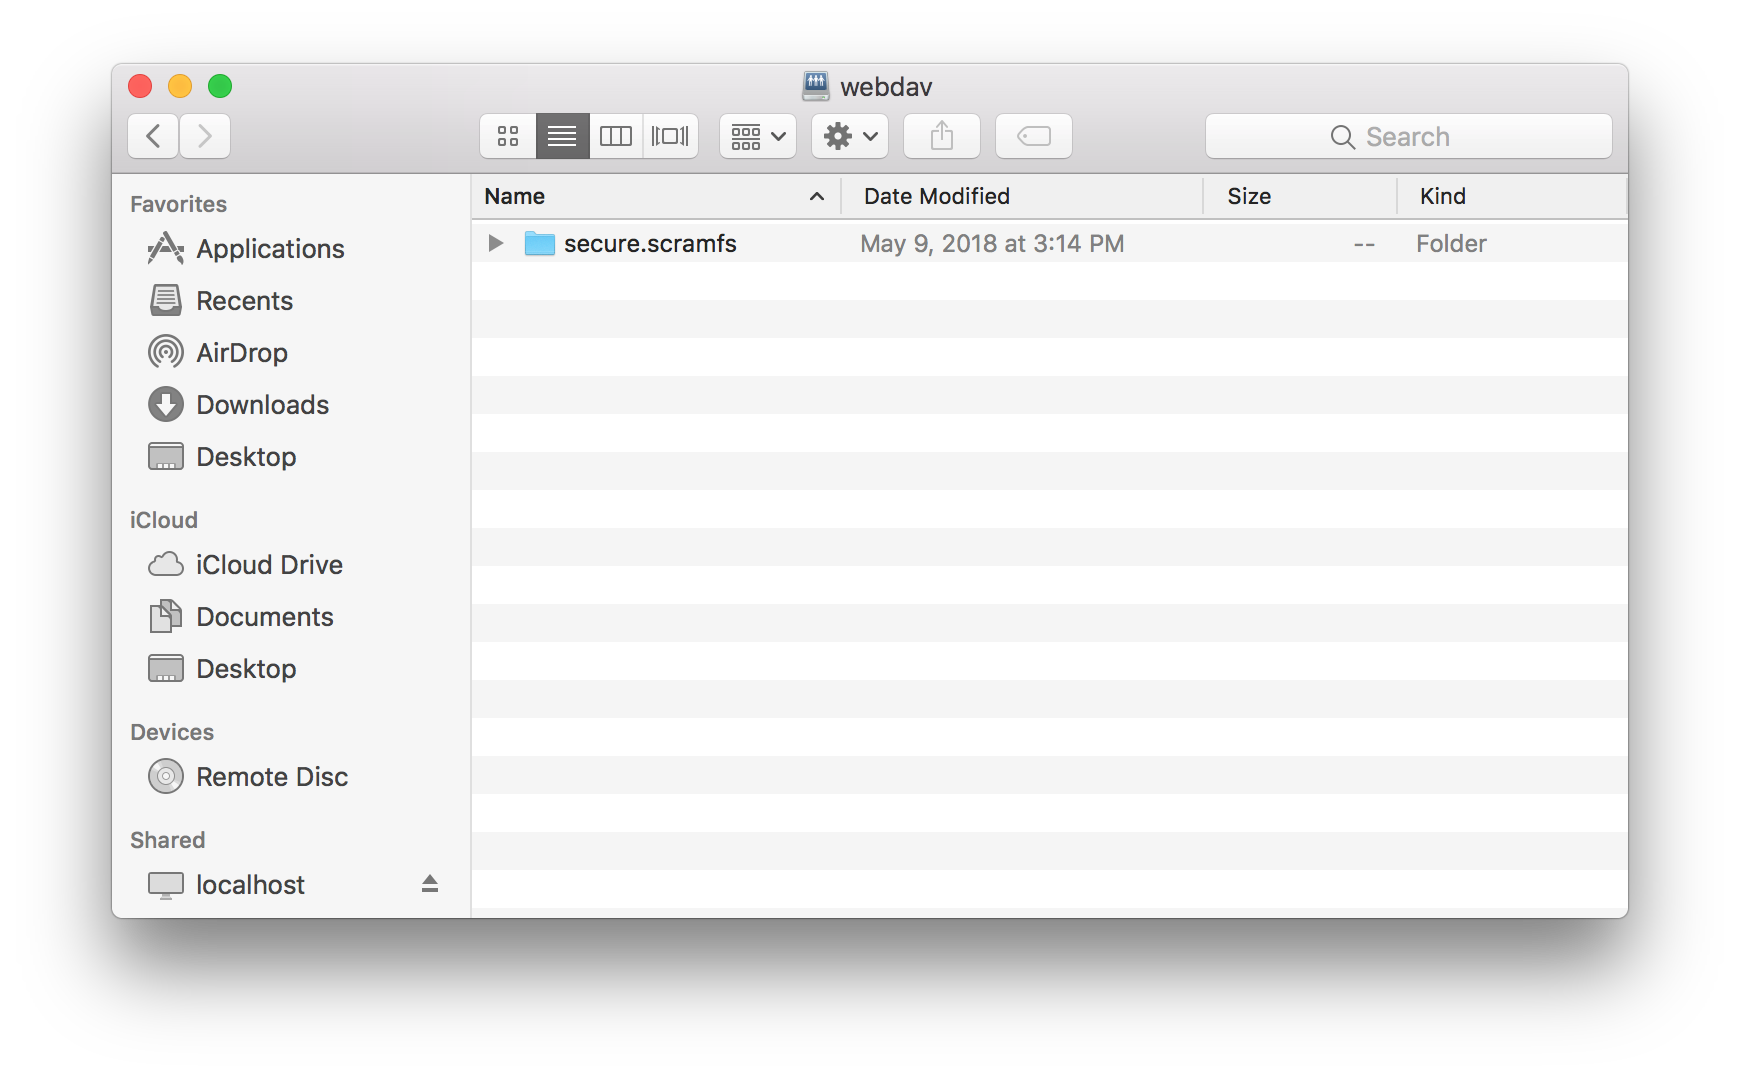 webdav
Search
Favorites
Applications
Recents
AirDrop
Downloads
Desktop
iCloud
iCloud Drive
Documents
Desktop
Devices
Remote Disc
Shared
localhost
Name Date Modified Size Kind
secure.scramfs May 9, 2018 at 3:14 PM -- Folder